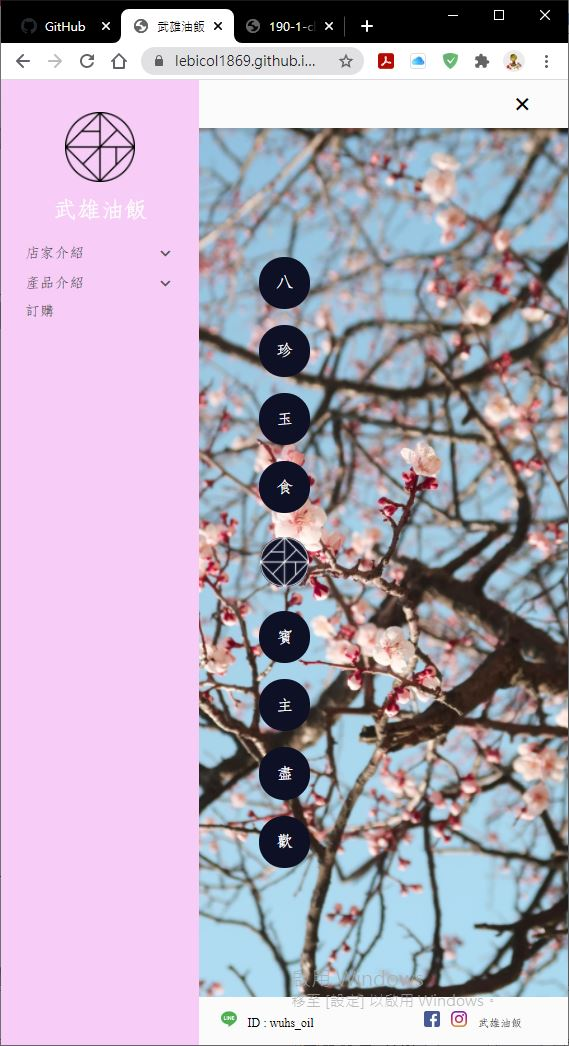 GitHub
武雄油飯
190-1-cl
lebicol1869.github.i...
武雄油飯
店家介紹
產品介紹
訂購
八
珍
玉
食
賓
主
盡
歡
啟用 Windows
移至 [設定] 以啟用 Windows。
ID : wuhs_oil
武雄油飯